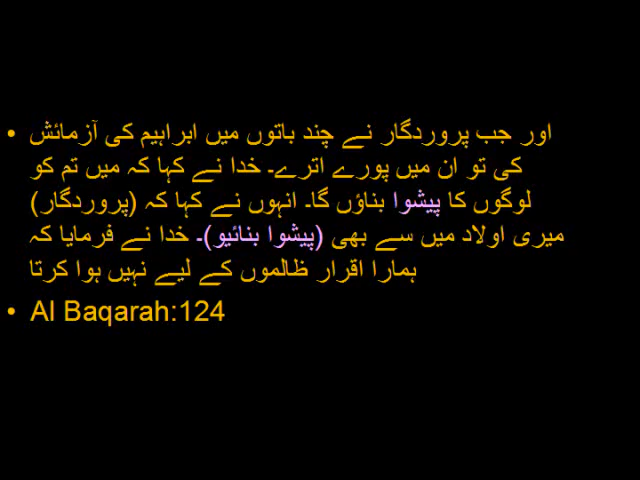 اور جب پروردگار نے چند باتوں میں ابراہیم کی آزمائش
کی تو ان میں پورے اترے۔ خدا نے کہا کہ میں تم کو
لوگوں کا پیشوا بناؤں گا۔ انہوں نے کہا کہ (پروردگار)
میری اولاد میں سے بھی (پیشوا بنائیو)۔ خدا نے فرمایا کہ
ہمارا اقرار ظالموں کے لیے نہیں ہوا کرتا
Al Baqarah:124